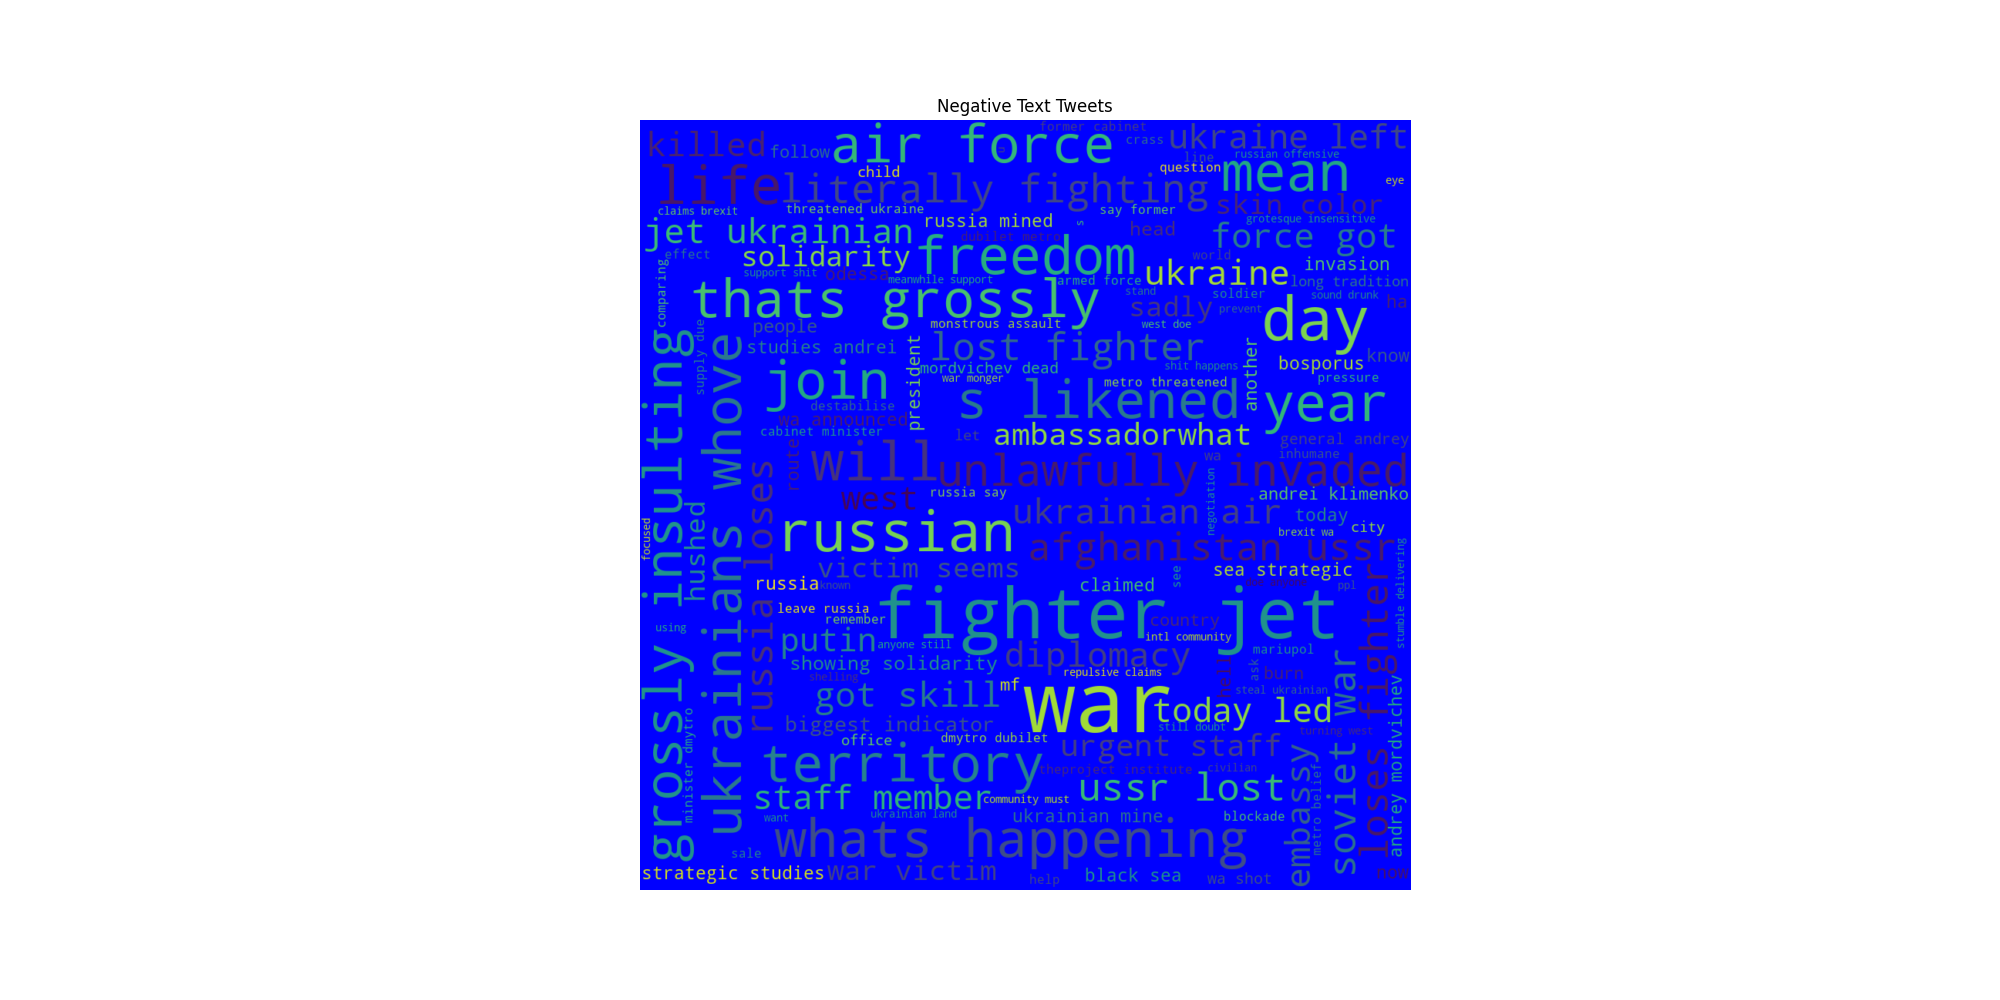 Negative Text Tweets
former cabinet
killed
follow
air force
crass
ukraine left
line
russian offensive
life
child
literally fighting
question
mean
eye
claims brexit
threatened ukraine
russia mined
say former
skin color
grotesque insensitive
s
head
jet ukrainian
dubilet metro
force got
effect
solidarity
freedom
world
invasion
support shit
odessa
meanwhile support
armed force
ukraine
long tradition
comparing
thats grossly
stand
soldier
sound drunk
ha
sadly
prevent
day
people
monstrous assault
west doe
supply due
studies andrei
lost fighter
another
bosporus
know
president
mordvichev dead
shit happens
pressure
join
war monger
metro threatened
destabilise
s likened
year
wa announced
cabinet minister
let
ambassadorwhat
general andrey
route
will
unlawfully invaded
wa
inhumane
grossly insulting
ukrainians whove
russia loses
west
russia say
negotiation
andrei klimenko
hushed
ukrainian air
today
focused
russian
brexit wa
city
afghanistan ussr
victim seems
see
sea strategic
stumble delivering
russia
known
claimed
ppl
leave russia
fighter jet
remember
country
using
putin
anyone still
intl community
showing solidarity
diplomacy
mariupol
shelling
repulsive claims
hell
ask
burn
got skill
mf
steal ukrainian
war
today led
soviet war
loses fighter
andrey mordvichev
minister dmytro
biggest indicator
still doubt
turning west
office
dmytro dubilet
urgent staff
territory
theproject institute
civilian
embassy
metro belief
staff member
community must
ussr lost
want
ukrainian land
ukrainian mine
blockade
whats happening
sale
strategic studies
war victim
help
black sea
wa shot
now